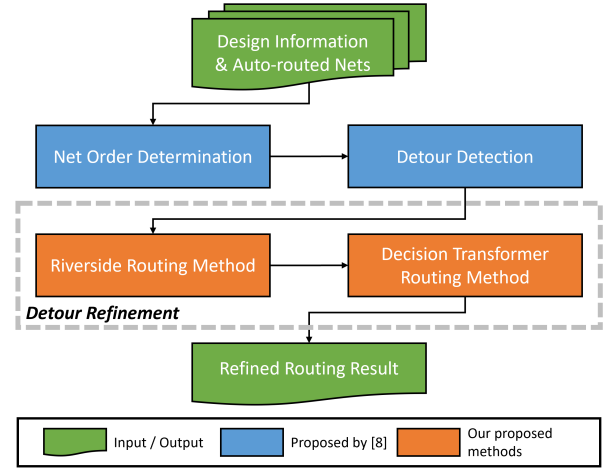 Design Information
& Auto-routed Nets
Net Order Determination
Detour Detection
Riverside Routing Method
Decision Transformer
Routing Method
Detour Refinement
Refined Routing Result
Input / Output
Proposed by [8]
Our proposed
methods